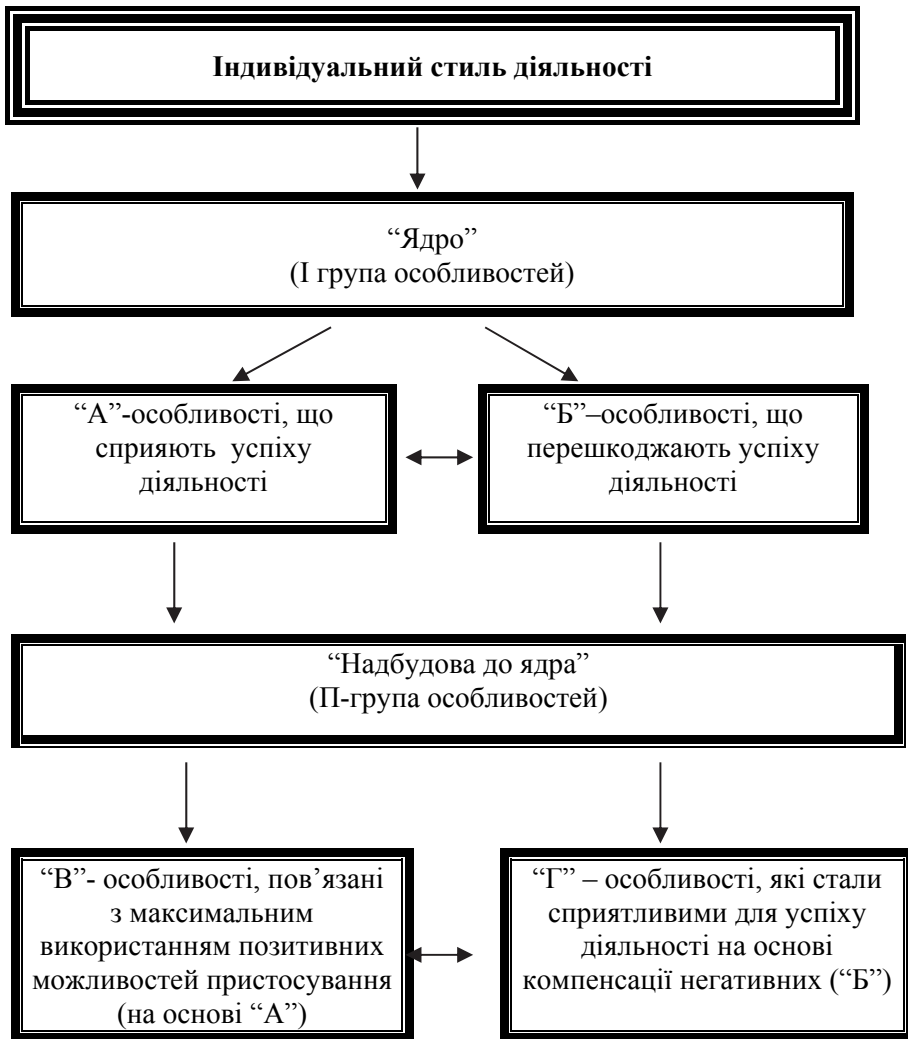 Індивідуальний стиль діяльності
“Ядро”
(І група особливостей)
“А”-особливості, що
сприяють успіху
діяльності
“Б”–особливості, що
перешкоджають успіху
діяльності
“Надбудова до ядра”
(П-група особливостей)
“В”- особливості, пов’язані
з максимальним
використанням позитивних
можливостей пристосування
(на основі “А”)
“Г” – особливості, які стали
сприятливими для успіху
діяльності на основі
компенсації негативних (“Б”)